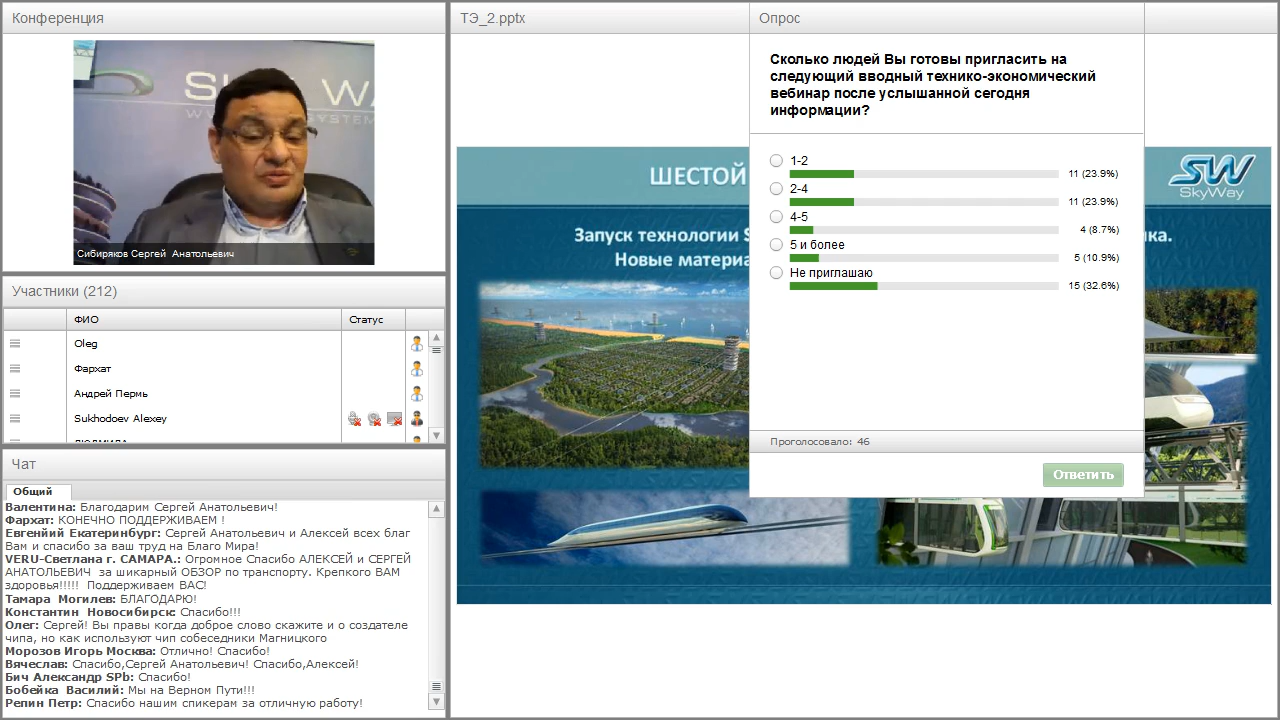 Конференция
SKY WA
Сибиряков Сергей Анатольевич
Участники (212)
ФИО
Статус
Oleg
Фархат
Андрей Пермь
Sukhodoev Alexey
ЛЮДМИЛА
Чат
Общий
Валентина: Благодарим Сергей Анатольевич!
Фархат: КОНЕЧНО ПОДДЕРЖИВАЕМ !
Евгений Екатеринбург: Сергей Анатольевич и Алексей всех благ
Вам и спасибо за ваш труд на Благо Мира!
VERU-Светлана г. САМАРА.: Огромное Спасибо АЛЕКСЕЙ и СЕРГЕЙ
АНАТОЛЬЕВИЧ за шикарный ОБЗОР по транспорту. Крепкого ВАМ
здоровья!!!!! Поддерживаем ВАС!
Тамара Могилев: БЛАГОДАРЮ!
Константин Новосибирск: Спасибо!!!
Олег: Сергей! Вы правы когда доброе слово скажите и о создателе
чипа, но как используют чип собеседники Магницкого
Морозов Игорь Москва: Отлично! Спасибо!
Вячеслав: Спасибо,Сергей Анатольевич! Спасибо,Алексей!
Бич Александр SPb: Спасибо!
Бобейка Василий: Мы на Верном Пути!!!
Репин Петр: Спасибо нашим спикерам за отличную работу!
ТЭ_2.pptx
ШЕСТОЙ
SW
SkyWay
Запуск технологии S
ка.
Новые материа
Опрос
Сколько людей Вы готовы пригласить на
следующий вводный технико-экономический
вебинар после услышанной сегодня
информации?
1-2
11 (23.9%)
2-4
11 (23.9%)
4-5
4 (8.7%)
5 и более
5 (10.9%)
Не приглашаю
15 (32.6%)
Проголосовало: 46
Ответить